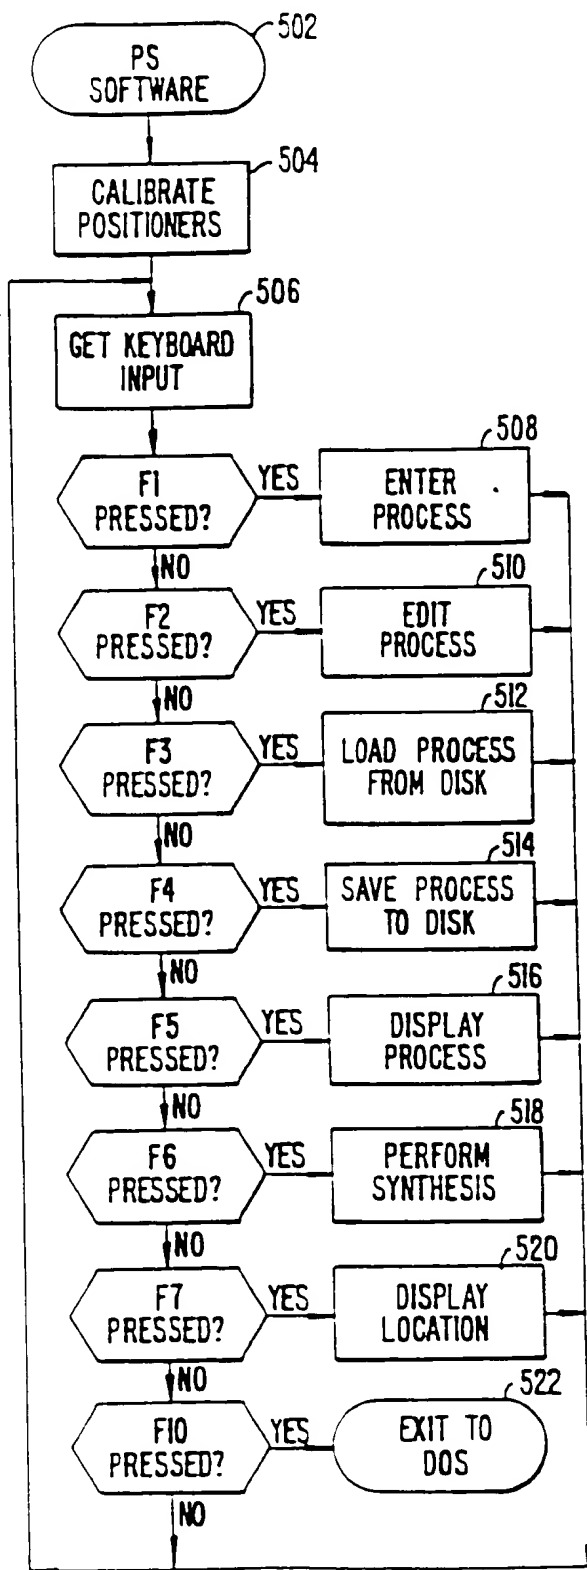 502
PS
SOFTWARE
504
CALIBRATE
POSITIONERS
506
GET KEYBOARD
INPUT
508
F1
PRESSED?
YES
ENTER
PROCESS
NO
510
F2
PRESSED?
YES
EDIT
PROCESS
NO
512
F3
PRESSED?
YES
LOAD PROCESS
FROM DISK
NO
514
F4
PRESSED?
YES
SAVE PROCESS
TO DISK
NO
516
F5
PRESSED?
YES
DISPLAY
PROCESS
NO
518
F6
PRESSED?
YES
PERFORM
SYNTHESIS
NO
520
F7
PRESSED?
YES
DISPLAY
LOCATION
NO
522
F10
PRESSED?
YES
EXIT TO
DOS
NO